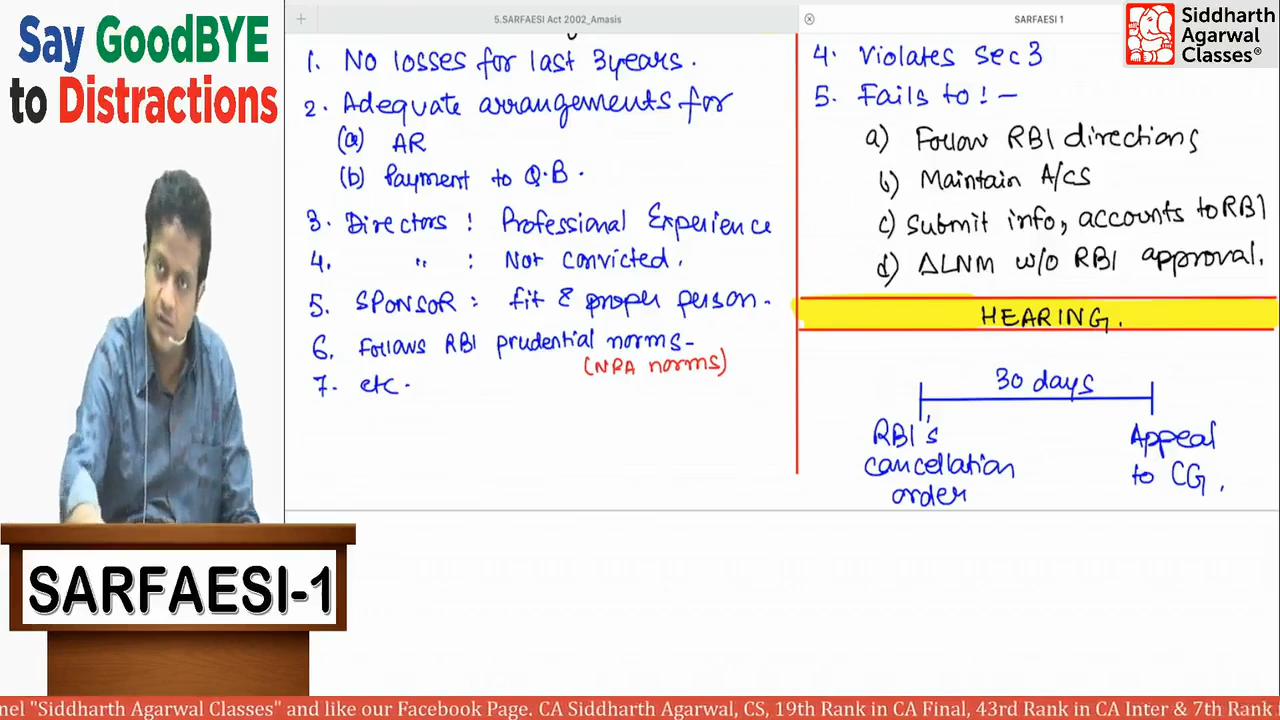 Say GoodBYE
to Distractions
5.SARFAESI Act 2002_Amasis
SARFAESI 1
Siddharth
Agarwal
Classes®
1. No losses for last 3 years.
2. Adequate arrangements for
(a) AR
(b) Payment to Q.B.
3. Directors : Professional Experience
4. " : Not convicted.
5. SPONSOR : fit & proper person.
6. Follows RBI prudential norms-
(NPA norms)
7. etc.
4. Violates sec 3
5. Fails to :-
a) Follow RBI directions
b) Maintain A/cs
c) Submit info, accounts to RBI
d) ΔLNM w/o RBI approval.
HEARING.
30 days
RBI's
cancellation
order
Appeal
to CG.
SARFAESI-1
nel "Siddharth Agarwal Classes" and like our Facebook Page. CA Siddharth Agarwal, CS, 19th Rank in CA Final, 43rd Rank in CA Inter & 7th Rank